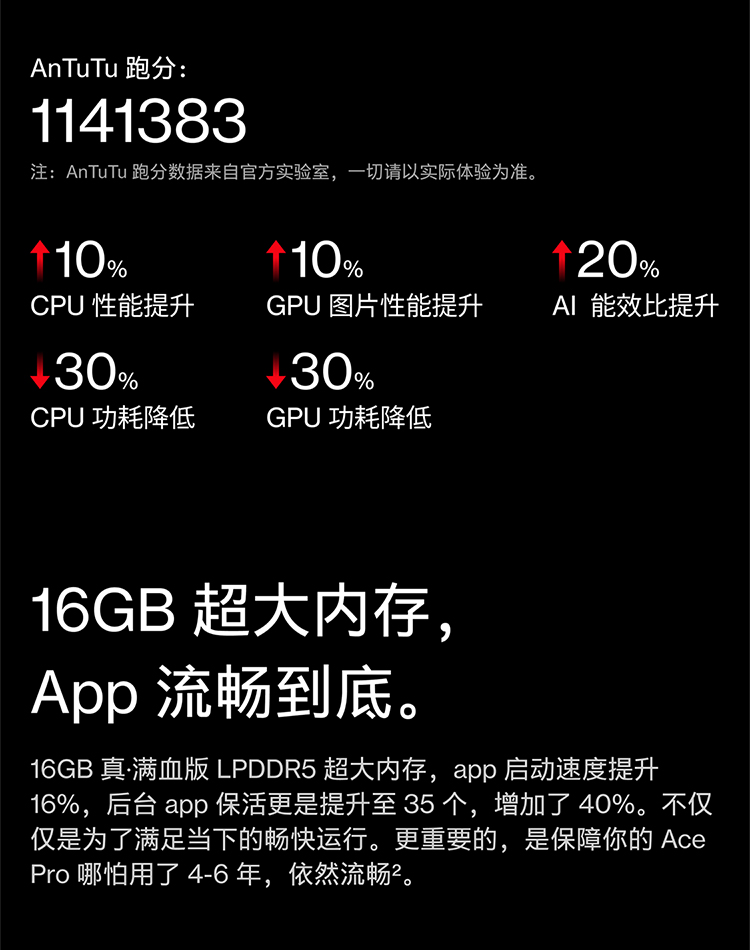 AnTuTu 跑分：
1141383
注：AnTuTu 跑分数据来自官方实验室，一切请以实际体验为准。
10% 10% 20%
CPU 性能提升 GPU 图片性能提升 AI 能效比提升
30% 30%
CPU 功耗降低 GPU 功耗降低
16GB 超大内存，
App 流畅到底。
16GB 真·满血版 LPDDR5 超大内存，app 启动速度提升
16%，后台 app 保活更是提升至 35 个，增加了 40%。不仅
仅是为了满足当下的畅快运行。更重要的，是保障你的 Ace
Pro 哪怕用了 4-6 年，依然流畅²。